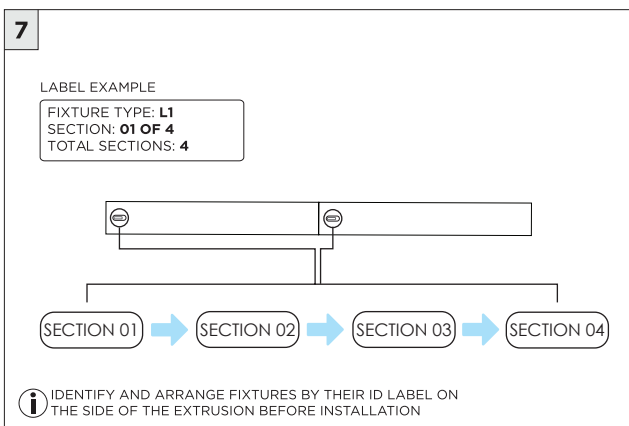 7
LABEL EXAMPLE
FIXTURE TYPE: L1
SECTION: 01 OF 4
TOTAL SECTIONS: 4
SECTION 01
SECTION 02
SECTION 03
SECTION 04
i
IDENTIFY AND ARRANGE FIXTURES BY THEIR ID LABEL ON
THE SIDE OF THE EXTRUSION BEFORE INSTALLATION